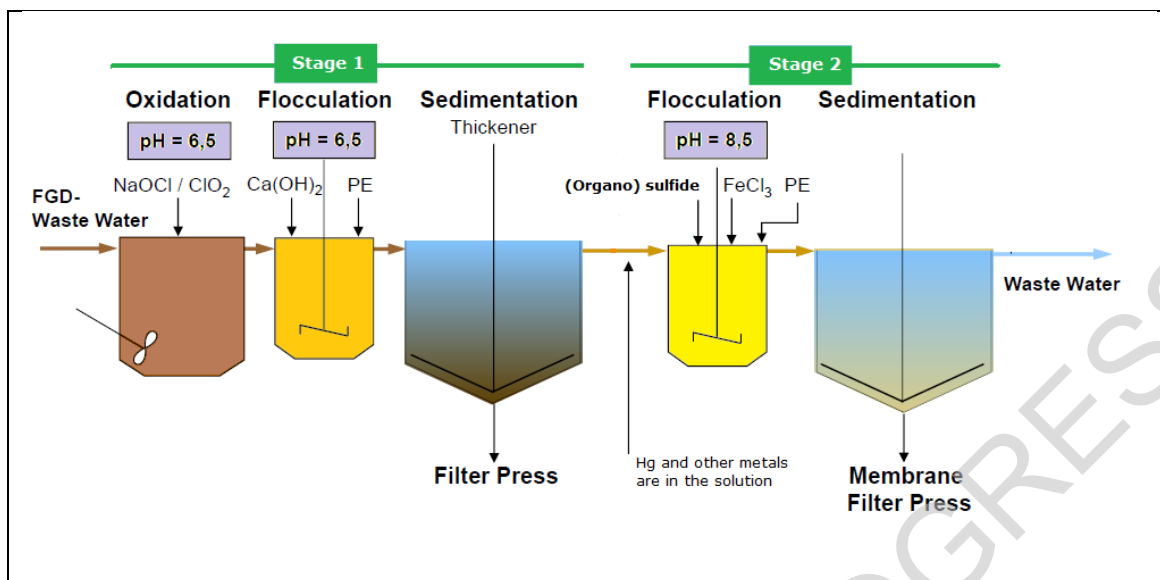 Stage 1
Stage 2
Oxidation
Flocculation
Sedimentation
Thickener
Flocculation
Sedimentation
pH = 6,5
pH = 6,5
pH = 8,5
NaOCl / ClO₂
Ca(OH)₂
PE
(Organo) sulfide
FeCl₃
PE
FGD-
Waste Water
Waste Water
Filter Press
Hg and other metals
are in the solution
Membrane
Filter Press
GRESS